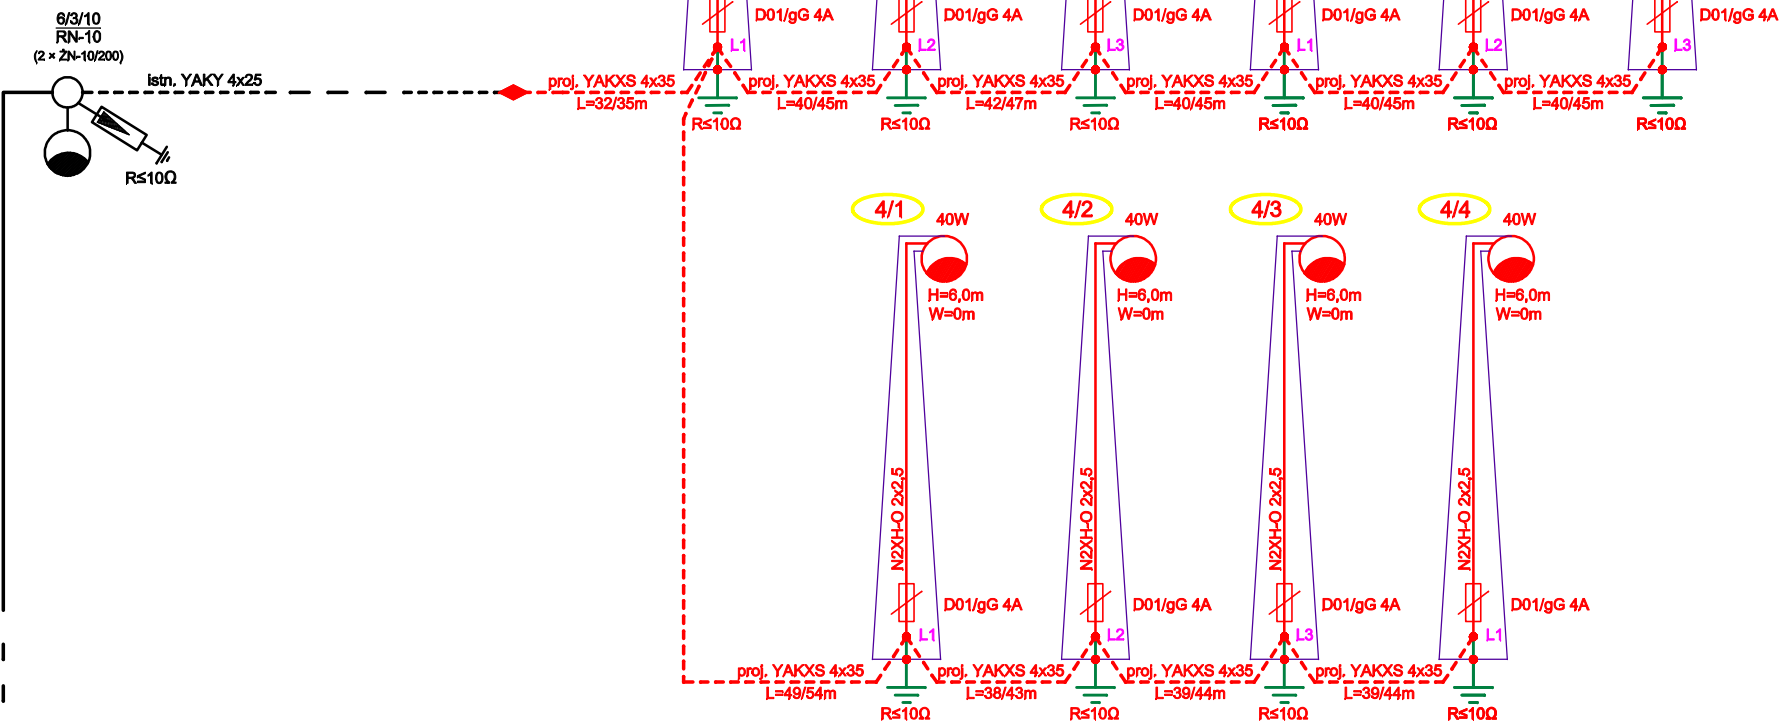 6/3/10
RN-10
(2 × ŻN-10/200)
istn. YAKY 4x25
R≤10Ω
D01/gG 4A
D01/gG 4A
D01/gG 4A
D01/gG 4A
D01/gG 4A
D01/gG 4A
L1
L2
L3
L1
L2
L3
proj. YAKXS 4x35
proj. YAKXS 4x35
proj. YAKXS 4x35
proj. YAKXS 4x35
proj. YAKXS 4x35
proj. YAKXS 4x35
L=32/35m
L=40/45m
L=42/47m
L=40/45m
L=40/45m
L=40/45m
R≤10Ω
R≤10Ω
R≤10Ω
R≤10Ω
R≤10Ω
R≤10Ω
4/1
40W
4/2
40W
4/3
40W
4/4
40W
H=6,0m
W=0m
H=6,0m
W=0m
H=6,0m
W=0m
H=6,0m
W=0m
N2XH-O 2x2,5
N2XH-O 2x2,5
N2XH-O 2x2,5
N2XH-O 2x2,5
D01/gG 4A
D01/gG 4A
D01/gG 4A
D01/gG 4A
L1
L2
L3
L1
proj. YAKXS 4x35
proj. YAKXS 4x35
proj. YAKXS 4x35
proj. YAKXS 4x35
L=49/54m
L=38/43m
L=39/44m
L=39/44m
R≤10Ω
R≤10Ω
R≤10Ω
R≤10Ω